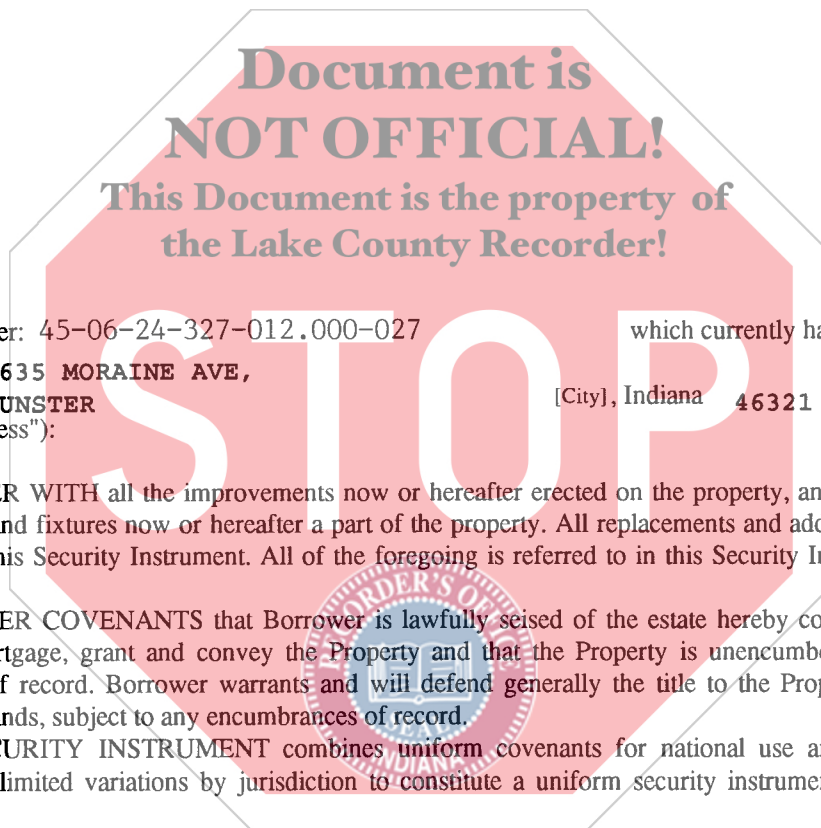 Document is
NOT OFFICIAL!
This Document is the property of
the Lake County Recorder!
STOP
er: 45-06-24-327-012.000-027 which currently ha
635 MORAINE AVE,
UNSTER [City], Indiana 46321
ess"):
ER WITH all the improvements now or hereafter erected on the property, an
nd fixtures now or hereafter a part of the property. All replacements and add
his Security Instrument. All of the foregoing is referred to in this Security In
ER COVENANTS that Borrower is lawfully seised of the estate hereby co
rtgage, grant and convey the Property and that the Property is unencumbe
f record. Borrower warrants and will defend generally the title to the Prop
nds, subject to any encumbrances of record.
CURITY INSTRUMENT combines uniform covenants for national use a
limited variations by jurisdiction to constitute a uniform security instrume
RECORDER'S OFFICE
SEAL
INDIANA